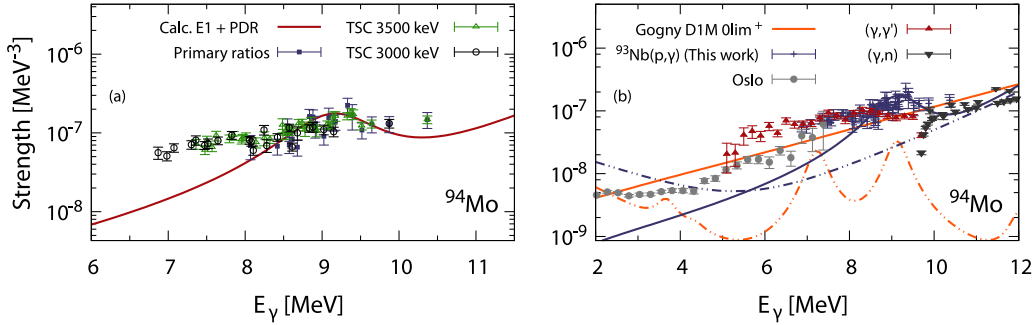 Calc. E1 + PDR
TSC 3500 keV
Primary ratios
TSC 3000 keV
(a)
94Mo
10-6
10-7
10-8
Strength [MeV-3]
6 7 8 9 10 11
Eγ [MeV]
Gogny D1M 0lim+
(γ,γ')
93Nb(p,γ) (This work)
(γ,n)
Oslo
(b)
94Mo
10-6
10-7
10-8
10-9
2 4 6 8 10 12
Eγ [MeV]